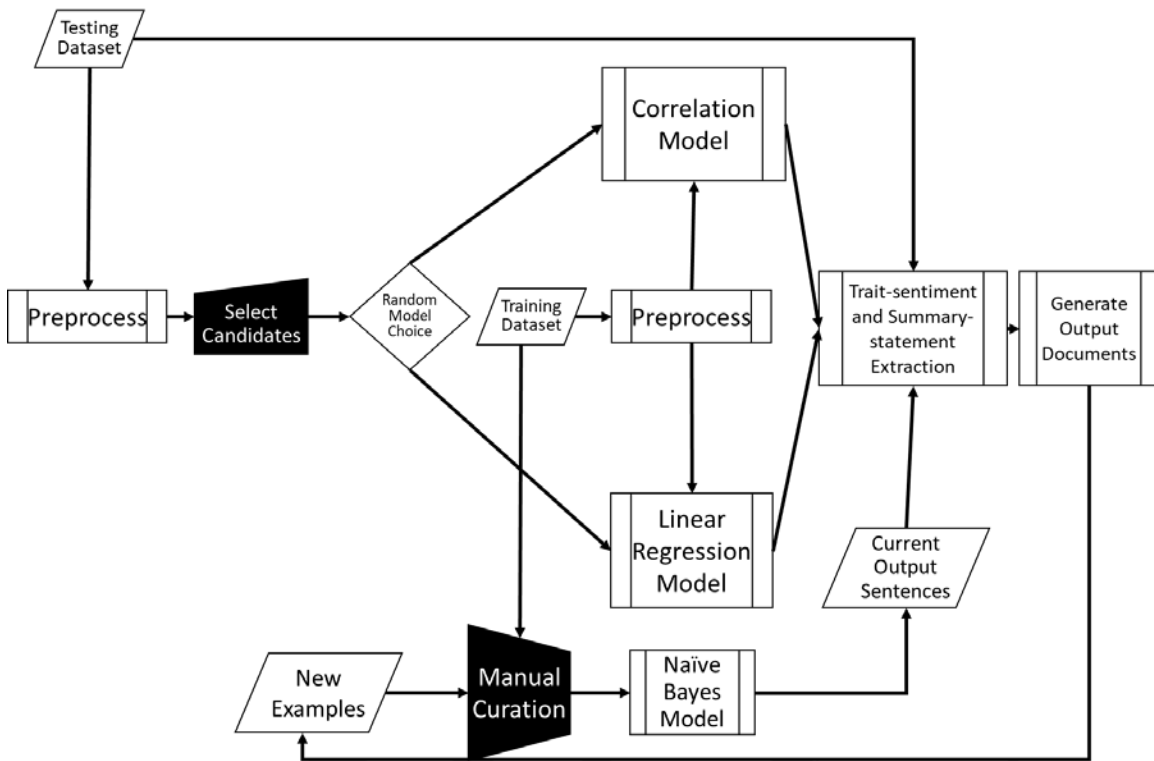 Testing
Dataset
Correlation
Model
Preprocess
Select
Candidates
Random
Model
Choice
Training
Dataset
Preprocess
Trait-sentiment
and Summary-
statement
Extraction
Generate
Output
Documents
Linear
Regression
Model
Current
Output
Sentences
New
Examples
Manual
Curation
Naïve
Bayes
Model